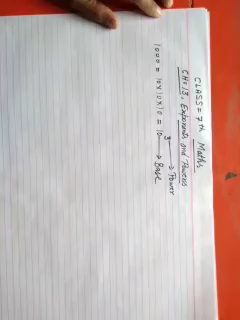 CLASS = 7th Maths
CH:13, Exponents and Powers
1000 = 10 x 10 x 10 = 10³ → Power
→ Base